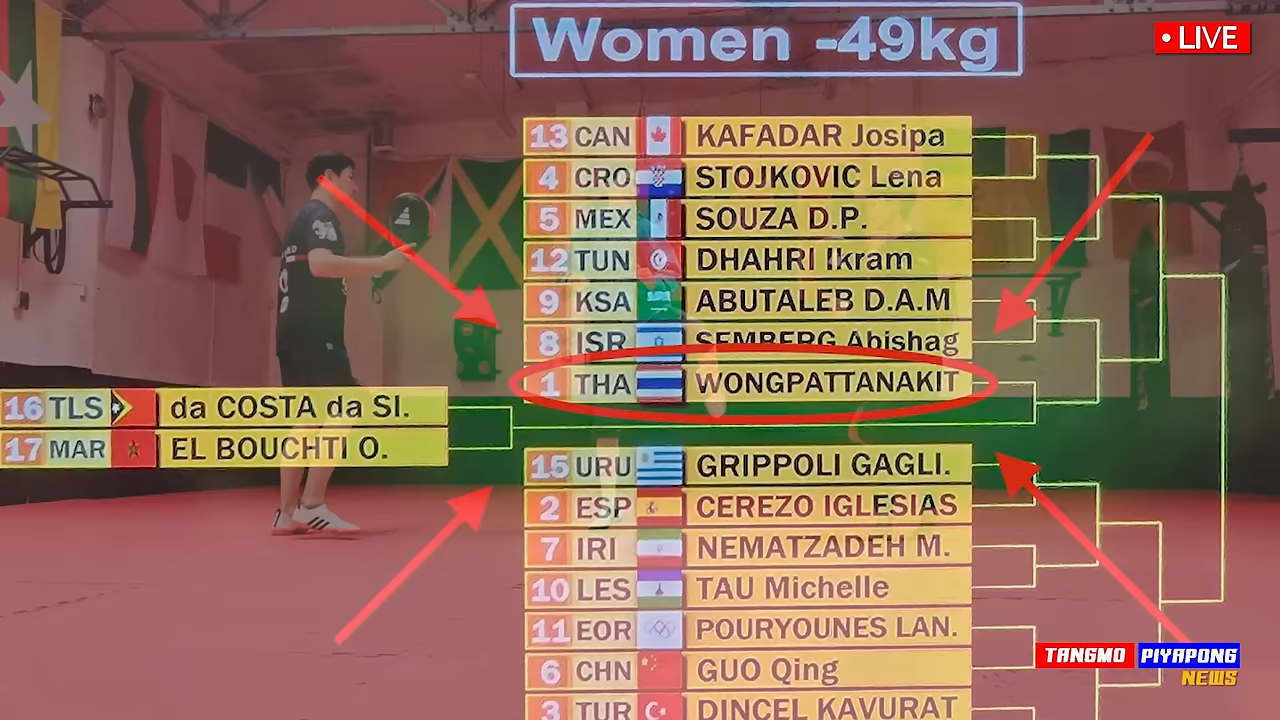 Women -49kg
• LIVE
13 CAN KAFADAR Josipa
4 CRO STOJKOVIC Lena
5 MEX SOUZA D.P.
12 TUN DHAHRI Ikram
9 KSA ABUTALEB D.A.M
8 ISR SEMBERG Abishag
1 THA WONGPATTANAKIT
16 TLS da COSTA da SI.
17 MAR EL BOUCHTI O.
15 URU GRIPPOLI GAGLI.
2 ESP CEREZO IGLESIAS
7 IRI NEMATZADEH M.
10 LES TAU Michelle
11 EOR POURYOUNES LAN.
6 CHN GUO Qing
3 TUR DINCEL KAVURAT
TANGMO PIYAPONG
NEWS